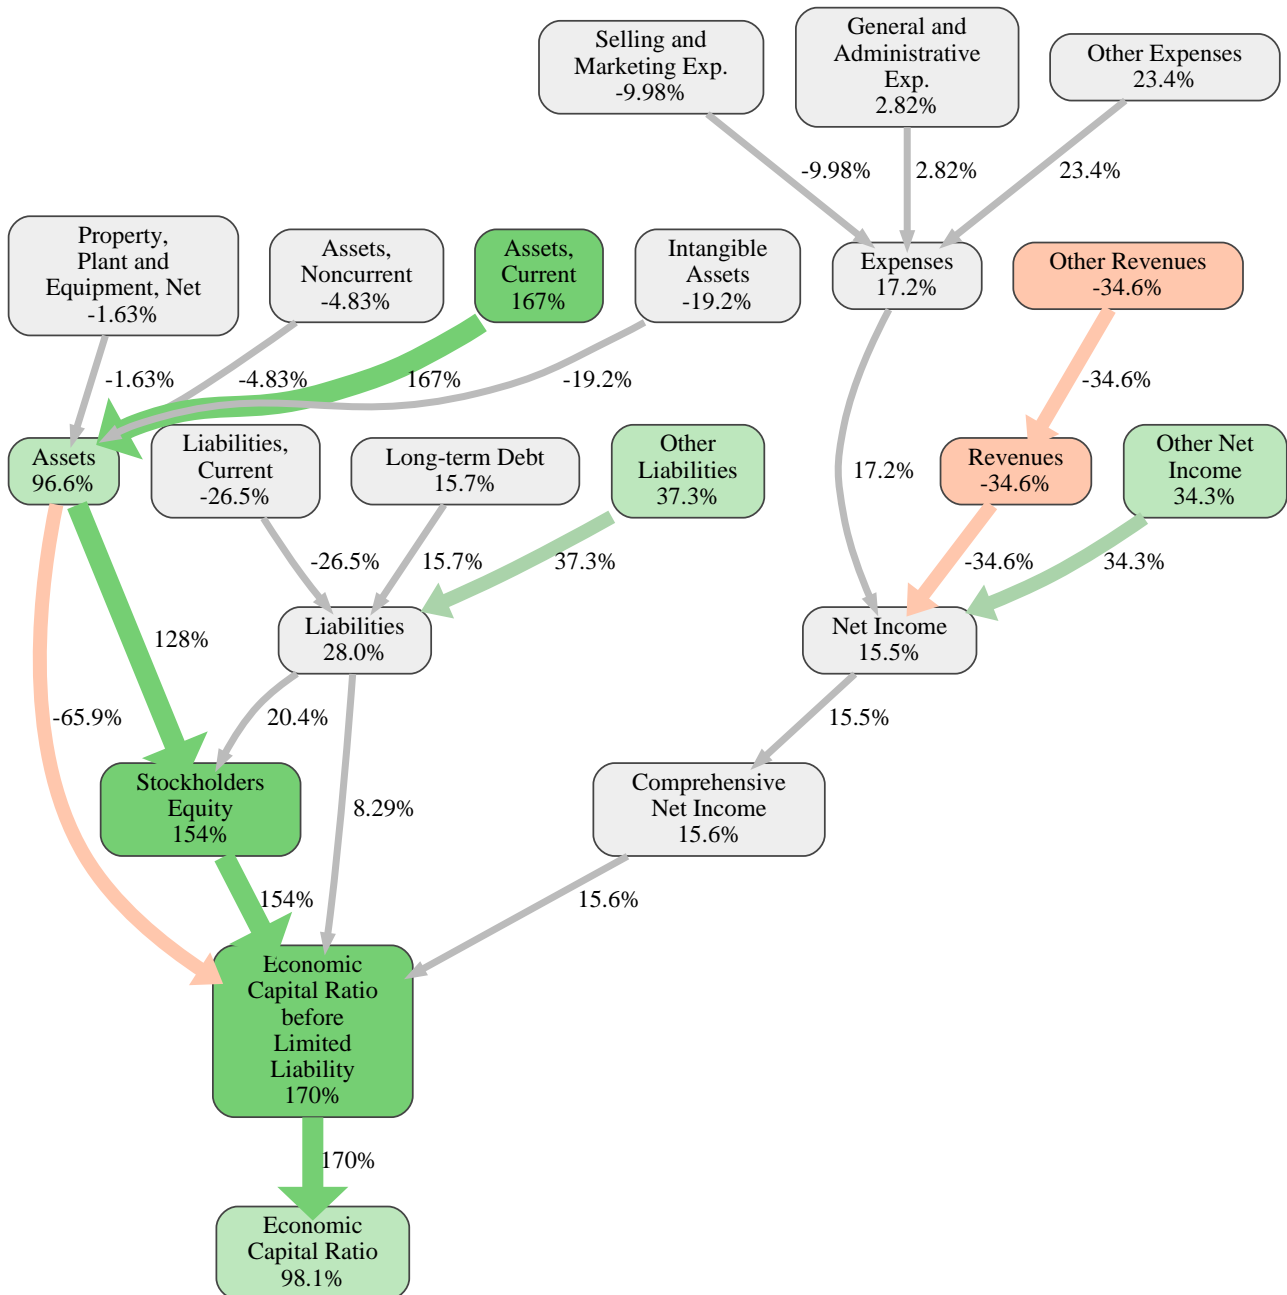 Selling and
Marketing Exp.
-9.98%
General and
Administrative
Exp.
2.82%
Other Expenses
23.4%
-9.98%
2.82%
23.4%
Property,
Plant and
Equipment, Net
-1.63%
Assets,
Noncurrent
-4.83%
Assets,
Current
167%
Intangible
Assets
-19.2%
Expenses
17.2%
Other Revenues
-34.6%
-1.63%
-4.83%
167%
-19.2%
-34.6%
Assets
96.6%
Liabilities,
Current
-26.5%
Long-term Debt
15.7%
Other
Liabilities
37.3%
17.2%
Revenues
-34.6%
Other Net
Income
34.3%
-26.5%
15.7%
37.3%
-34.6%
34.3%
128%
Liabilities
28.0%
Net Income
15.5%
-65.9%
20.4%
15.5%
Stockholders
Equity
154%
8.29%
Comprehensive
Net Income
15.6%
154%
15.6%
Economic
Capital Ratio
before
Limited
Liability
170%
170%
Economic
Capital Ratio
98.1%